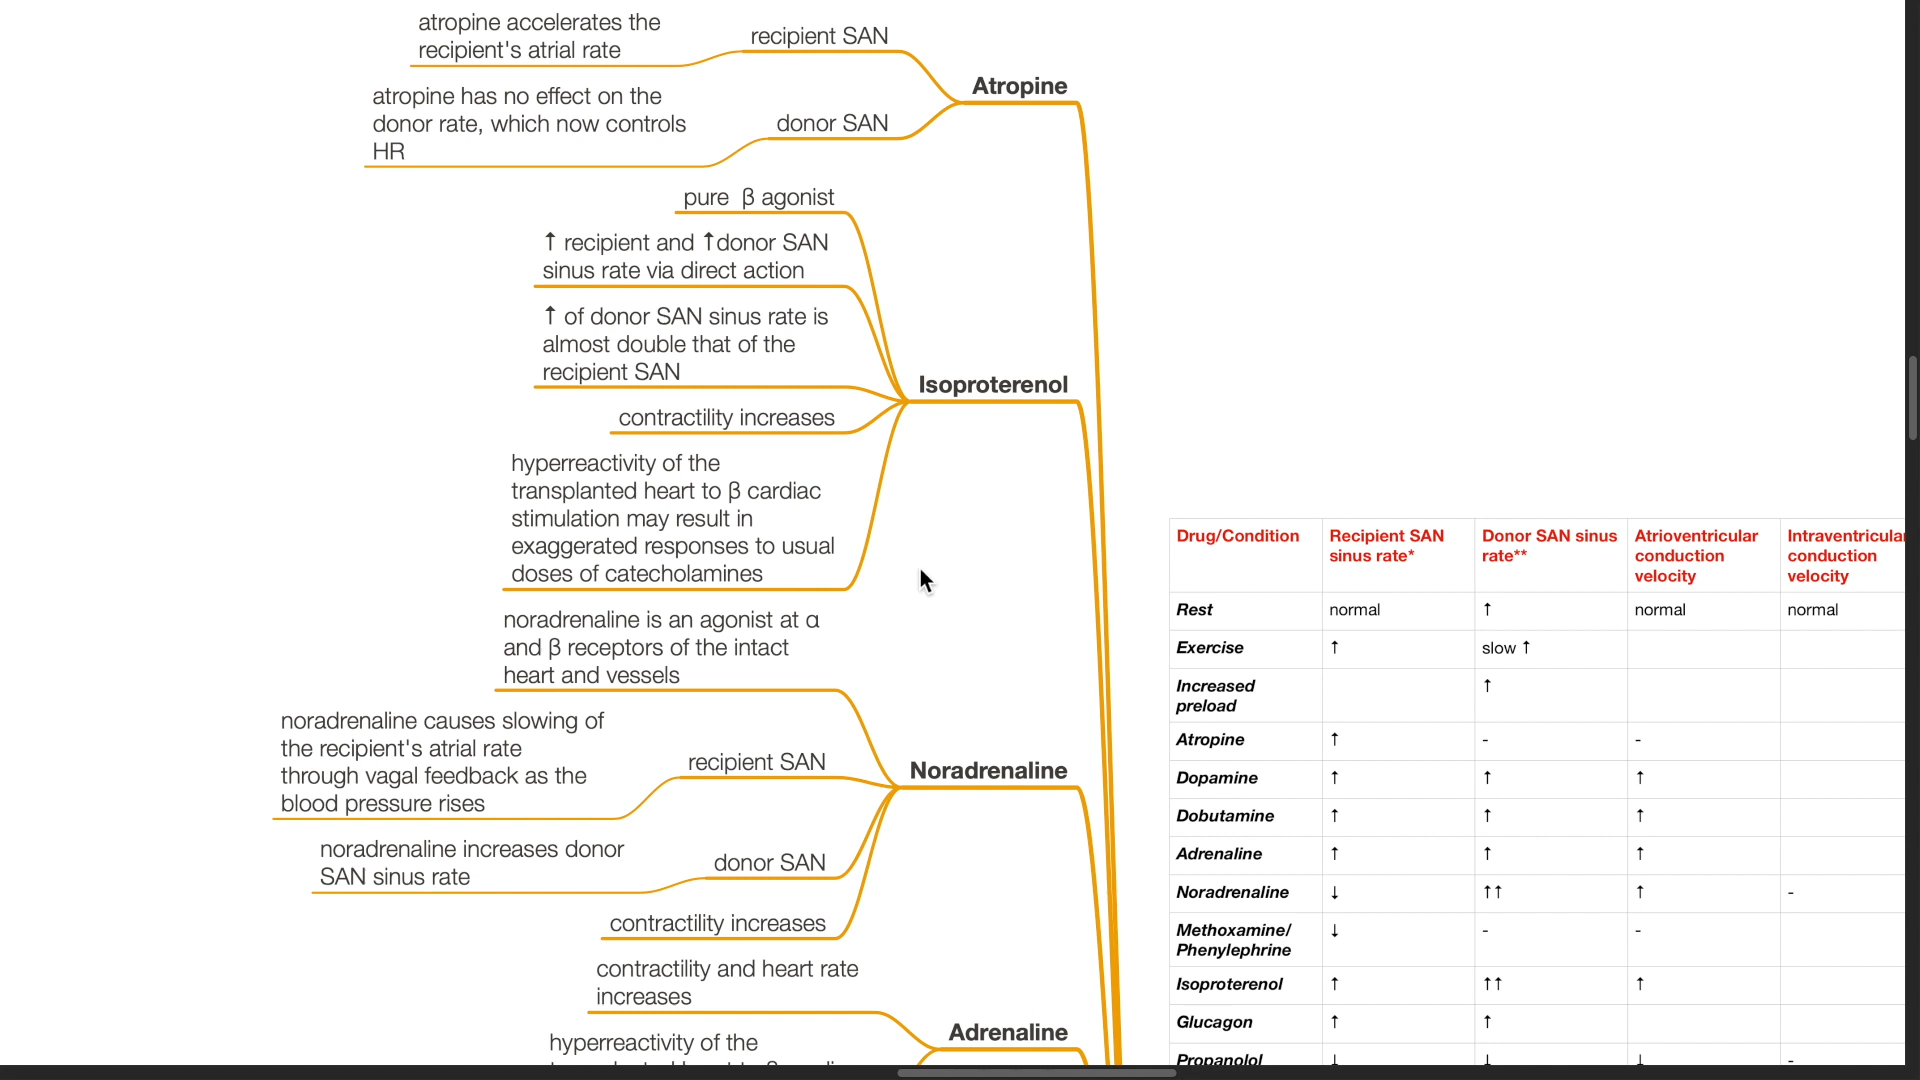 atropine accelerates the
recipient's atrial rate
recipient SAN
Atropine
atropine has no effect on the
donor rate, which now controls
HR
donor SAN
pure β agonist
↑ recipient and ↑donor SAN
sinus rate via direct action
↑ of donor SAN sinus rate is
almost double that of the
recipient SAN
Isoproterenol
contractility increases
hyperreactivity of the
transplanted heart to β cardiac
stimulation may result in
exaggerated responses to usual
doses of catecholamines
noradrenaline is an agonist at α
and β receptors of the intact
heart and vessels
noradrenaline causes slowing of
the recipient's atrial rate
through vagal feedback as the
blood pressure rises
recipient SAN
Noradrenaline
noradrenaline increases donor
SAN sinus rate
donor SAN
contractility increases
contractility and heart rate
increases
Adrenaline
hyperreactivity of the
Drug/Condition Recipient SAN sinus rate* Donor SAN sinus rate** Atrioventricular conduction velocity Intraventricular conduction velocity
Rest normal ↑ normal normal
Exercise ↑ slow ↑
Increased preload ↑
Atropine ↑ - -
Dopamine ↑ ↑ ↑
Dobutamine ↑ ↑ ↑
Adrenaline ↑ ↑ ↑
Noradrenaline ↓ ↑↑ ↑ -
Methoxamine/ Phenylephrine ↓ - -
Isoproterenol ↑ ↑↑ ↑
Glucagon ↑ ↑
Propanolol ↓ ↓ ↓ -